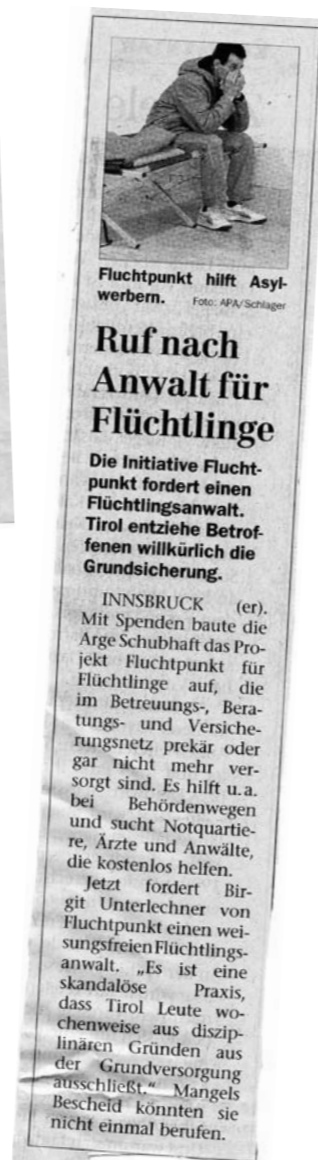 Fluchtpunkt hilft Asyl-
werbern. Foto: APA/Schlager
Ruf nach
Anwalt für
Flüchtlinge
Die Initiative Flucht-
punkt fordert einen
Flüchtlingsanwalt.
Tirol entziehe Betrof-
fenen willkürlich die
Grundsicherung.
INNSBRUCK (er).
Mit Spenden baute die
Arge Schubhaft das Pro-
jekt Fluchtpunkt für
Flüchtlinge auf, die
im Betreuungs-, Bera-
tungs- und Versiche-
rungsnetz prekär oder
gar nicht mehr ver-
sorgt sind. Es hilft u.a.
bei Behördenwegen
und sucht Notquartie-
re, Ärzte und Anwälte,
die kostenlos helfen.
Jetzt fordert Bir-
git Unterlechner von
Fluchtpunkt einen wei-
sungsfreien Flüchtlings-
anwalt. „Es ist eine
skandalöse Praxis,
dass Tirol Leute wo-
chenweise aus diszip-
linären Gründen aus
der Grundversorgung
ausschließt.“ Mangels
Bescheid könnten sie
nicht einmal berufen.